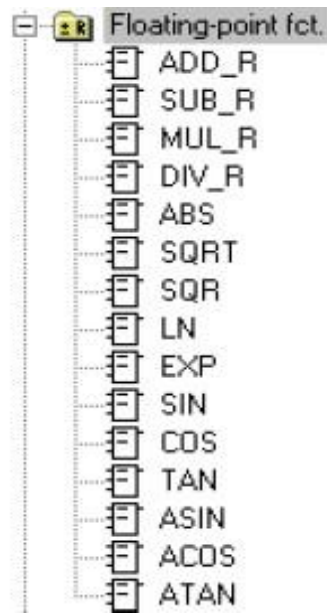 ± R Floating-point fct.
ADD_R
SUB_R
MUL_R
DIV_R
ABS
SQRT
SQR
LN
EXP
SIN
COS
TAN
ASIN
ACOS
ATAN